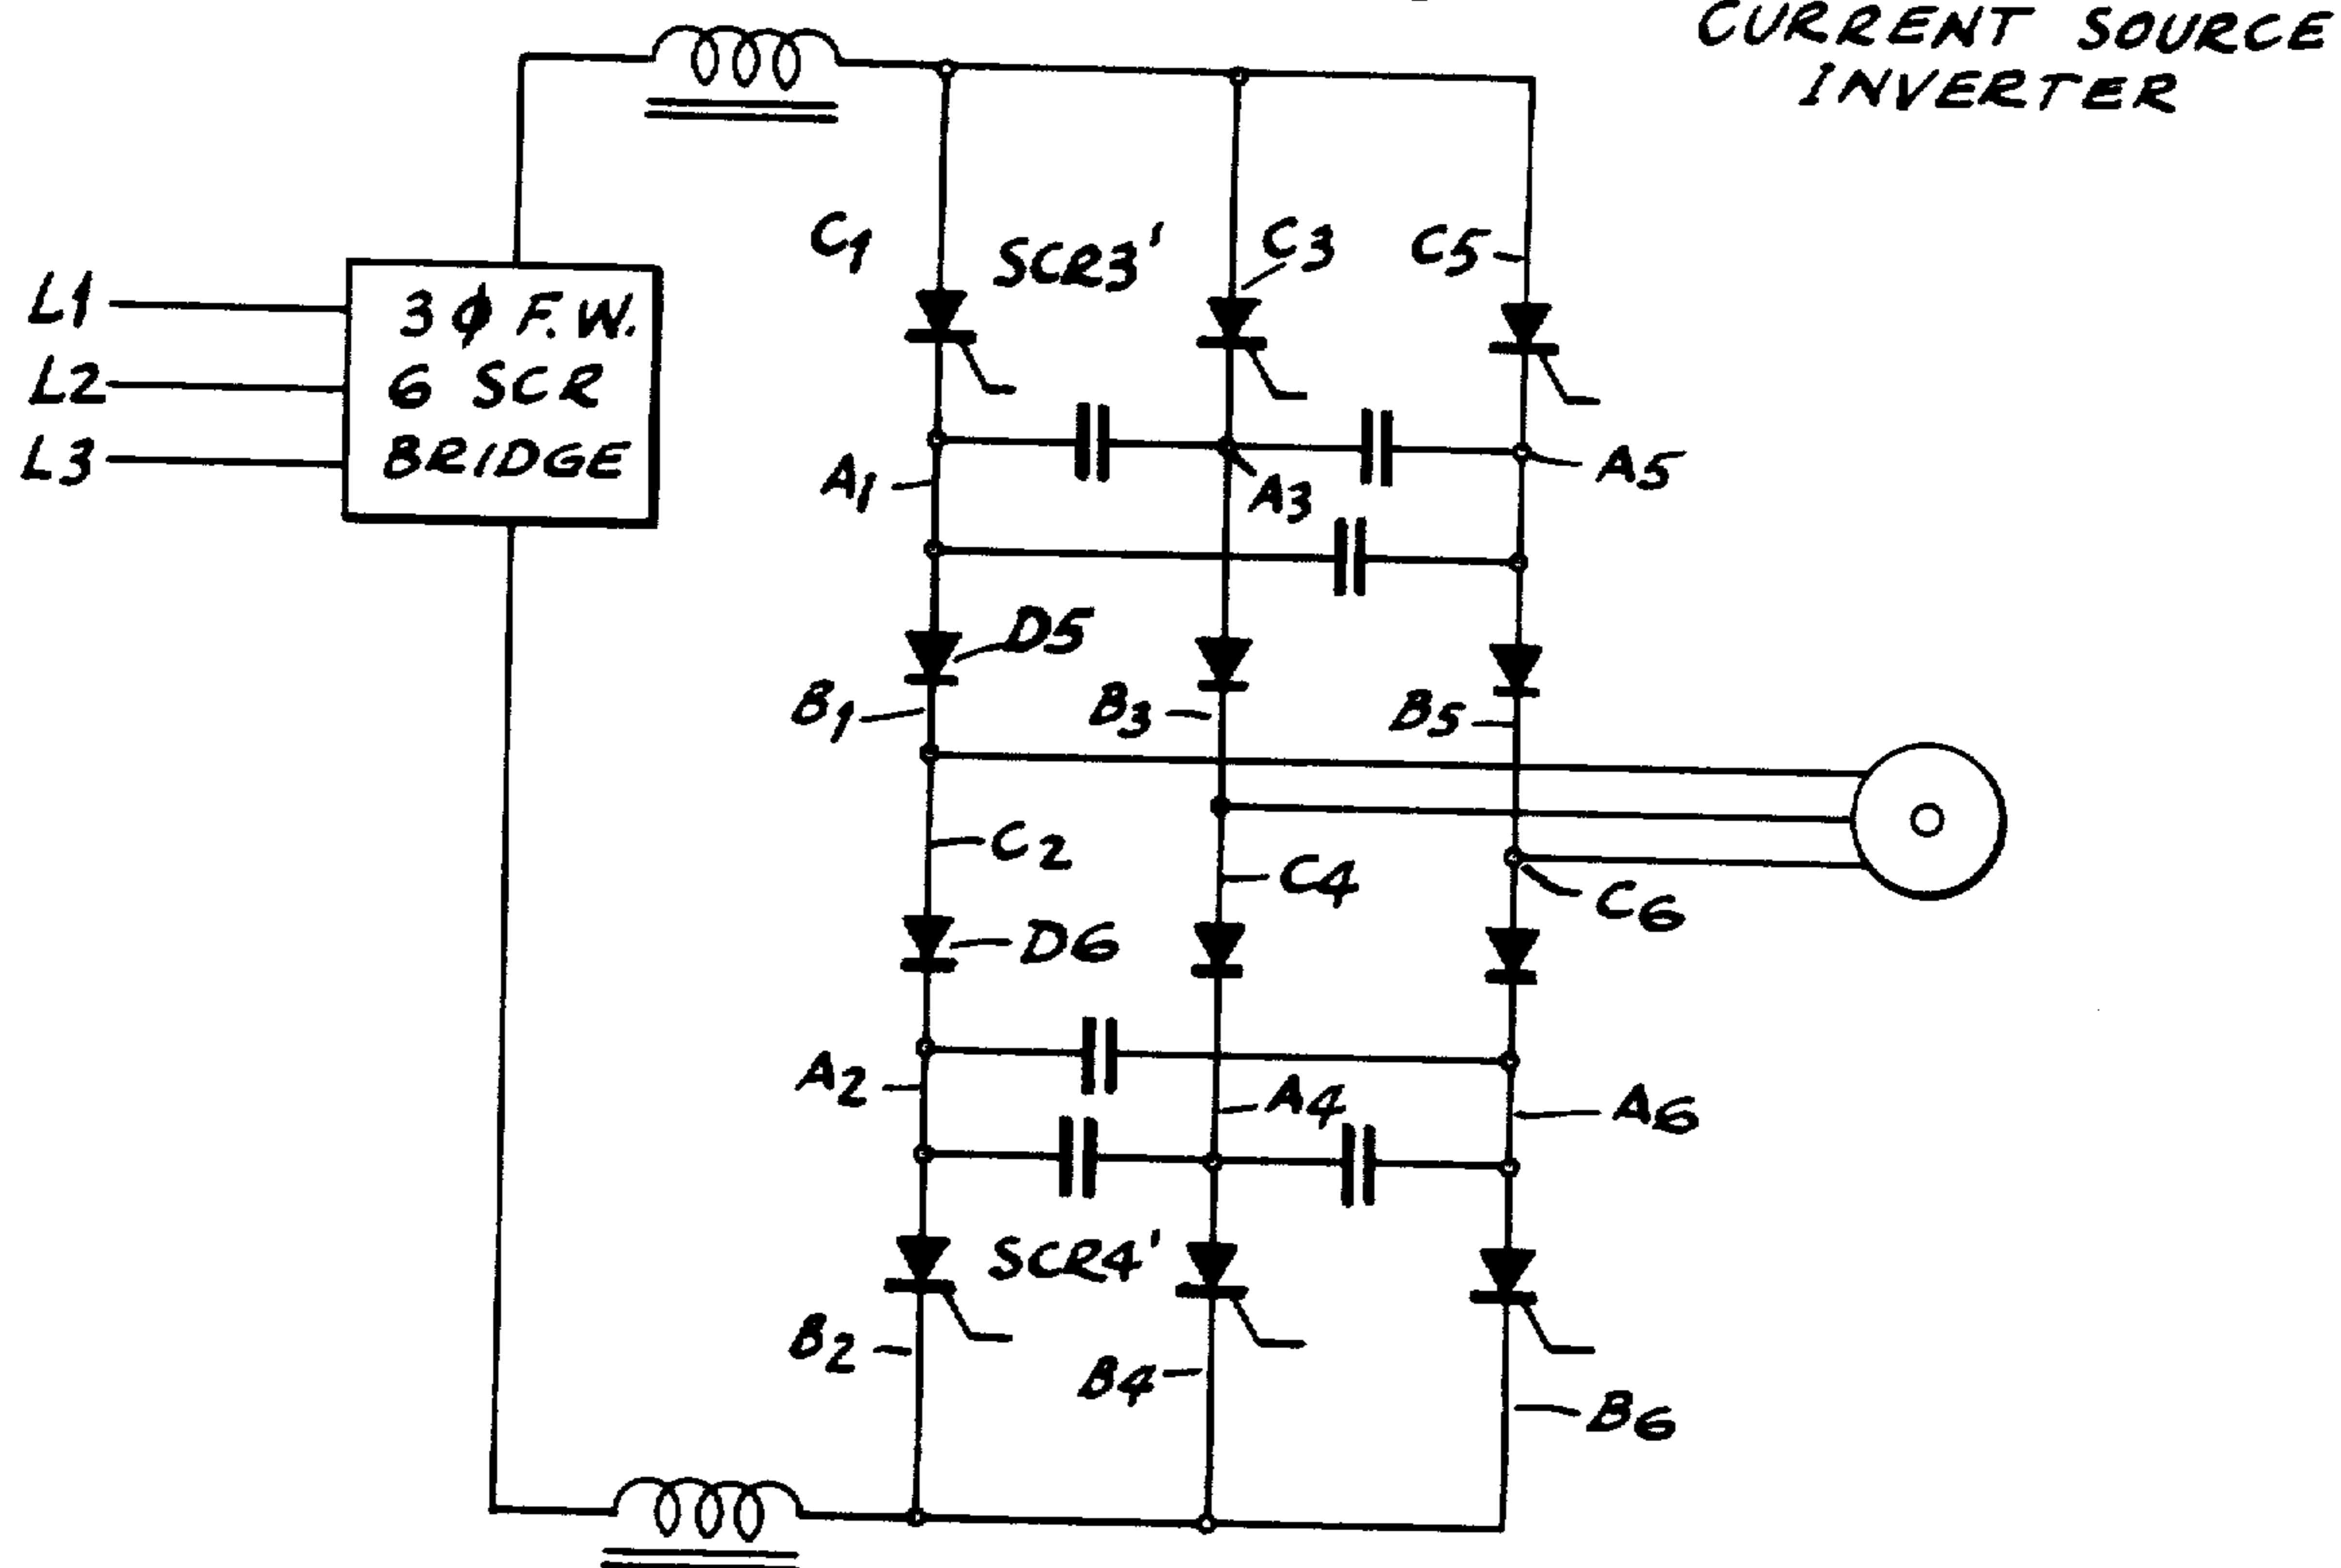 CURRENT SOURCE
INVERTER
C1
SCR3'
C3
C5
L1
L2
L3
3ϕ F.W.
6 SCR
BRIDGE
A1
A3
A5
D5
B1
B3
B5
C2
C4
C6
D6
A2
A4
A6
SCR4'
B2
B4
B6